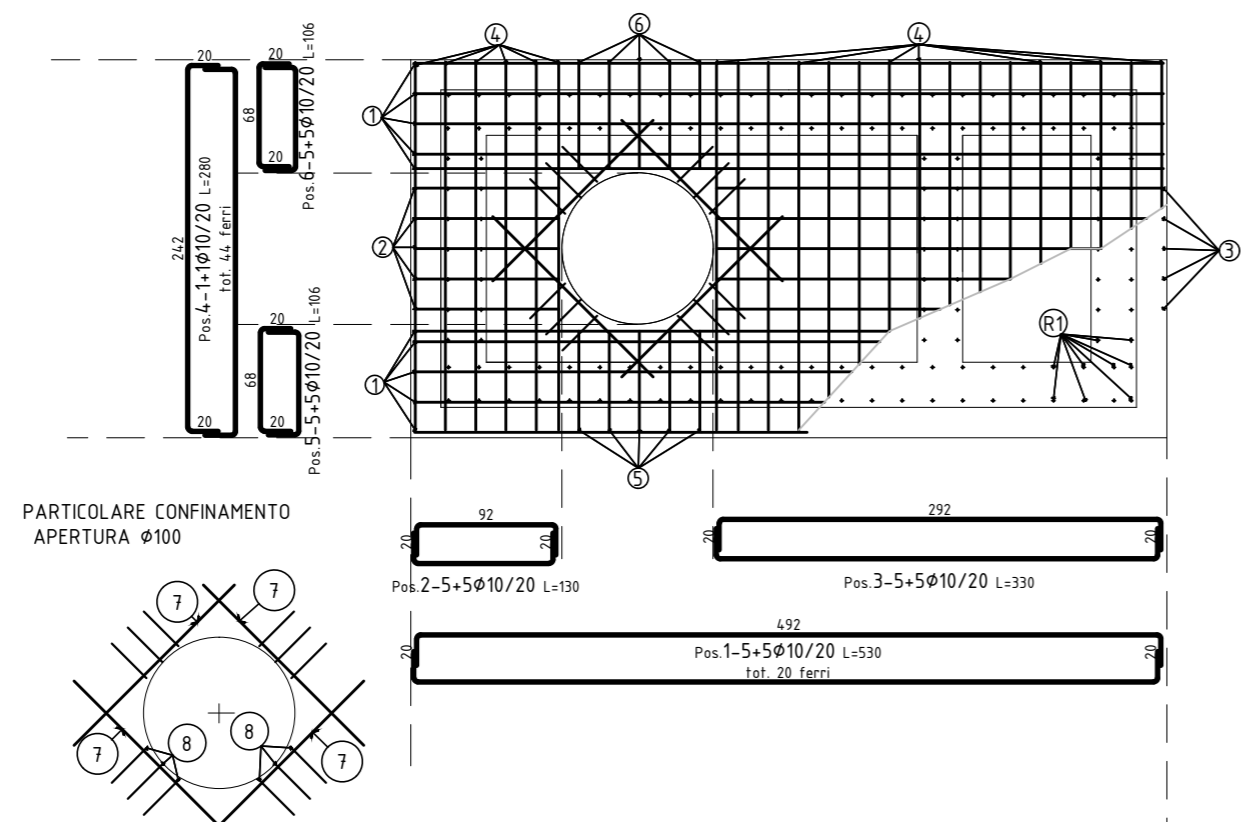 4
6
4
1
2
1
3
R1
5
20
242
Pos.4-1+1Ø10/20 L=280
tot. 44 ferri
20
20
68
20
Pos.6-5+5Ø10/20 L=106
20
68
20
Pos.5-5+5Ø10/20 L=106
92
20
20
Pos.2-5+5Ø10/20 L=130
292
20
20
Pos.3-5+5Ø10/20 L=330
492
20
20
Pos.1-5+5Ø10/20 L=530
tot. 20 ferri
PARTICOLARE CONFINAMENTO
APERTURA Ø100
7
7
8
8
7
7